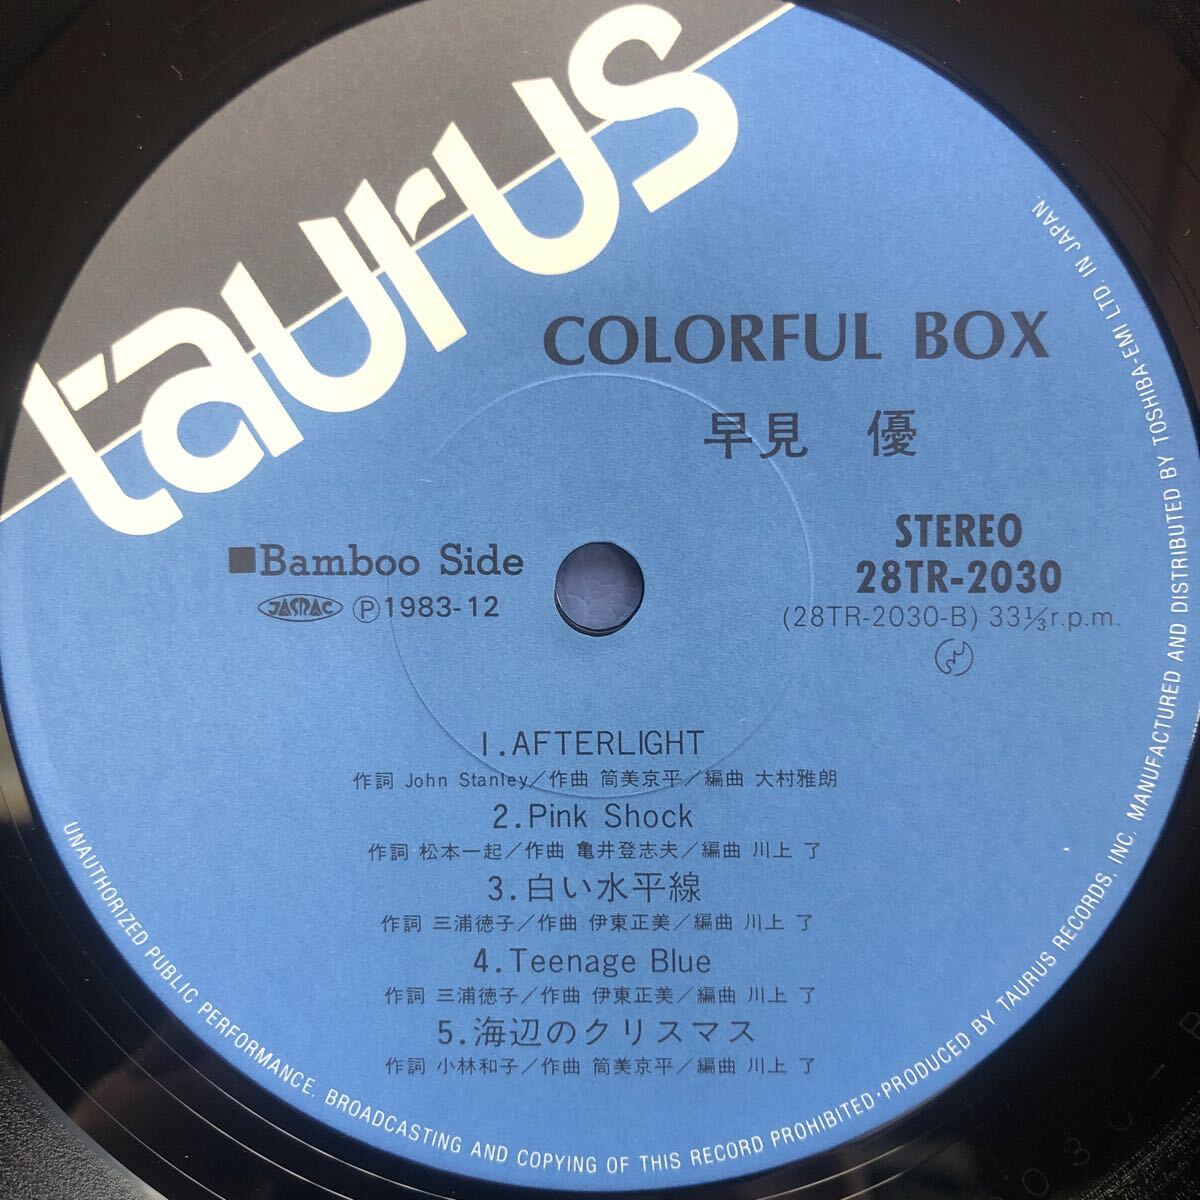 taurus
COLORFUL BOX
早見 優
■Bamboo Side
JASRAC Ⓟ1983-12
STEREO
28TR-2030
(28TR-2030-B) 33⅓r.p.m.
1.AFTERLIGHT
作詞 John Stanley／作曲 筒美京平／編曲 大村雅朗
2.Pink Shock
作詞 松本一起／作曲 亀井登志夫／編曲 川上 了
3.白い水平線
作詞 三浦徳子／作曲 伊東正美／編曲 川上 了
4.Teenage Blue
作詞 三浦徳子／作曲 伊東正美／編曲 川上 了
5.海辺のクリスマス
作詞 小林和子／作曲 筒美京平／編曲 川上 了
UNAUTHORIZED PUBLIC PERFORMANCE, BROADCASTING AND COPYING OF THIS RECORD PROHIBITED•PRODUCED BY TAURUS RECORDS, INC. MANUFACTURED AND DISTRIBUTED BY TOSHIBA-EMI LTD. IN JAPAN.